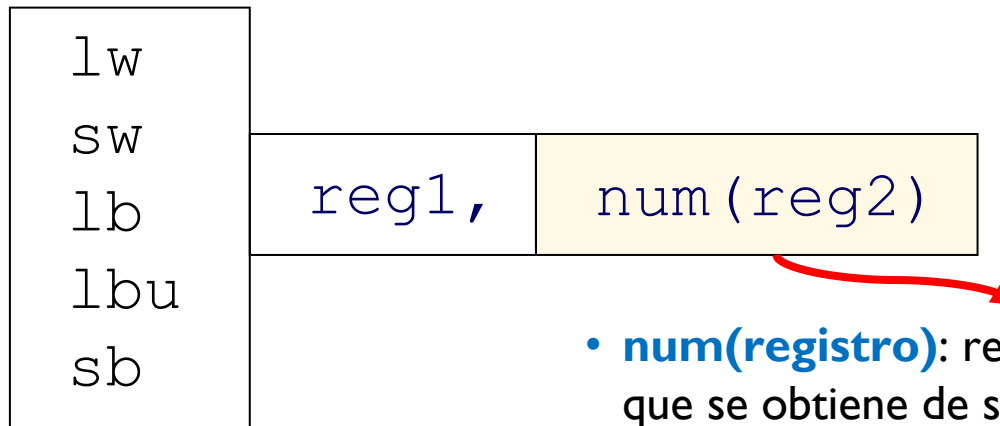 lw
sw
lb
lbu
sb
reg1,
num(reg2)
• num(registro): re
que se obtiene de s